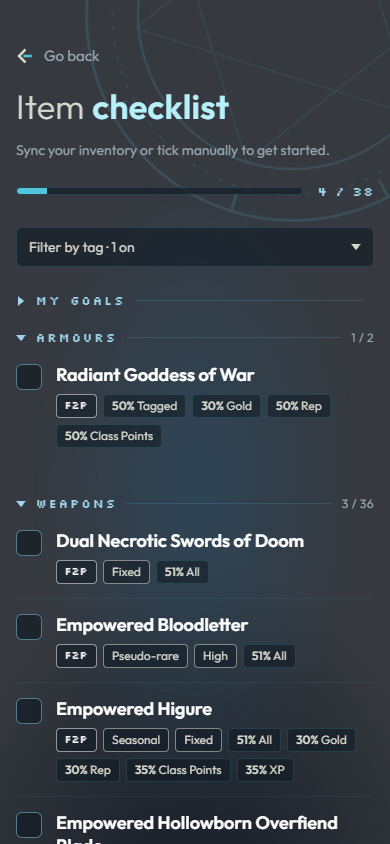 Go back
Item checklist
Sync your inventory or tick manually to get started.
4 / 38
Filter by tag · 1 on
MY GOALS
ARMOURS 1 / 2
Radiant Goddess of War
F2P 50% Tagged 30% Gold 50% Rep
50% Class Points
WEAPONS 3 / 36
Dual Necrotic Swords of Doom
F2P Fixed 51% All
Empowered Bloodletter
F2P Pseudo-rare High 51% All
Empowered Higure
F2P Seasonal Fixed 51% All 30% Gold
30% Rep 35% Class Points 35% XP
Empowered Hollowborn Overfiend
Blade